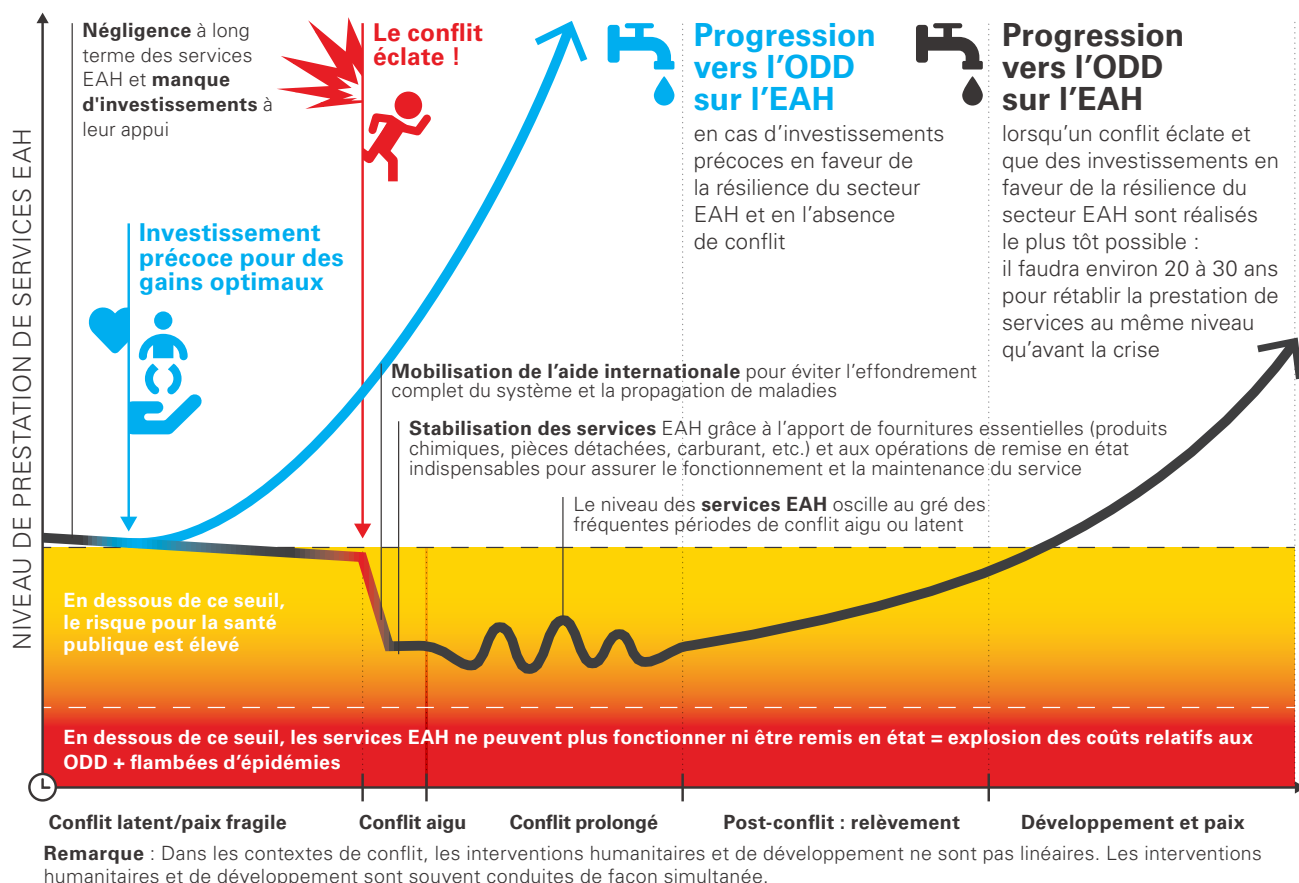 NIVEAU DE PRESTATION DE SERVICES EAH
Négligence à long
terme des services
EAH et manque
d'investissements à
leur appui
Le conflit
éclate !
Investissement
précoce pour des
gains optimaux
Progression
vers l’ODD
sur l’EAH
en cas d’investissements
précoces en faveur de
la résilience du secteur
EAH et en l’absence
de conflit
Progression
vers l’ODD
sur l’EAH
lorsqu’un conflit éclate et
que des investissements en
faveur de la résilience du
secteur EAH sont réalisés
le plus tôt possible :
il faudra environ 20 à 30 ans
pour rétablir la prestation de
services au même niveau
qu’avant la crise
Mobilisation de l’aide internationale pour éviter l’effondrement
complet du système et la propagation de maladies
Stabilisation des services EAH grâce à l’apport de fournitures essentielles (produits
chimiques, pièces détachées, carburant, etc.) et aux opérations de remise en état
indispensables pour assurer le fonctionnement et la maintenance du service
Le niveau des services EAH oscille au gré des
fréquentes périodes de conflit aigu ou latent
En dessous de ce seuil,
le risque pour la santé
publique est élevé
En dessous de ce seuil, les services EAH ne peuvent plus fonctionner ni être remis en état = explosion des coûts relatifs aux
ODD + flambées d’épidémies
Conflit latent/paix fragile
Conflit aigu
Conflit prolongé
Post-conflit : relèvement
Développement et paix
Remarque : Dans les contextes de conflit, les interventions humanitaires et de développement ne sont pas linéaires. Les interventions
humanitaires et de développement sont souvent conduites de façon simultanée.